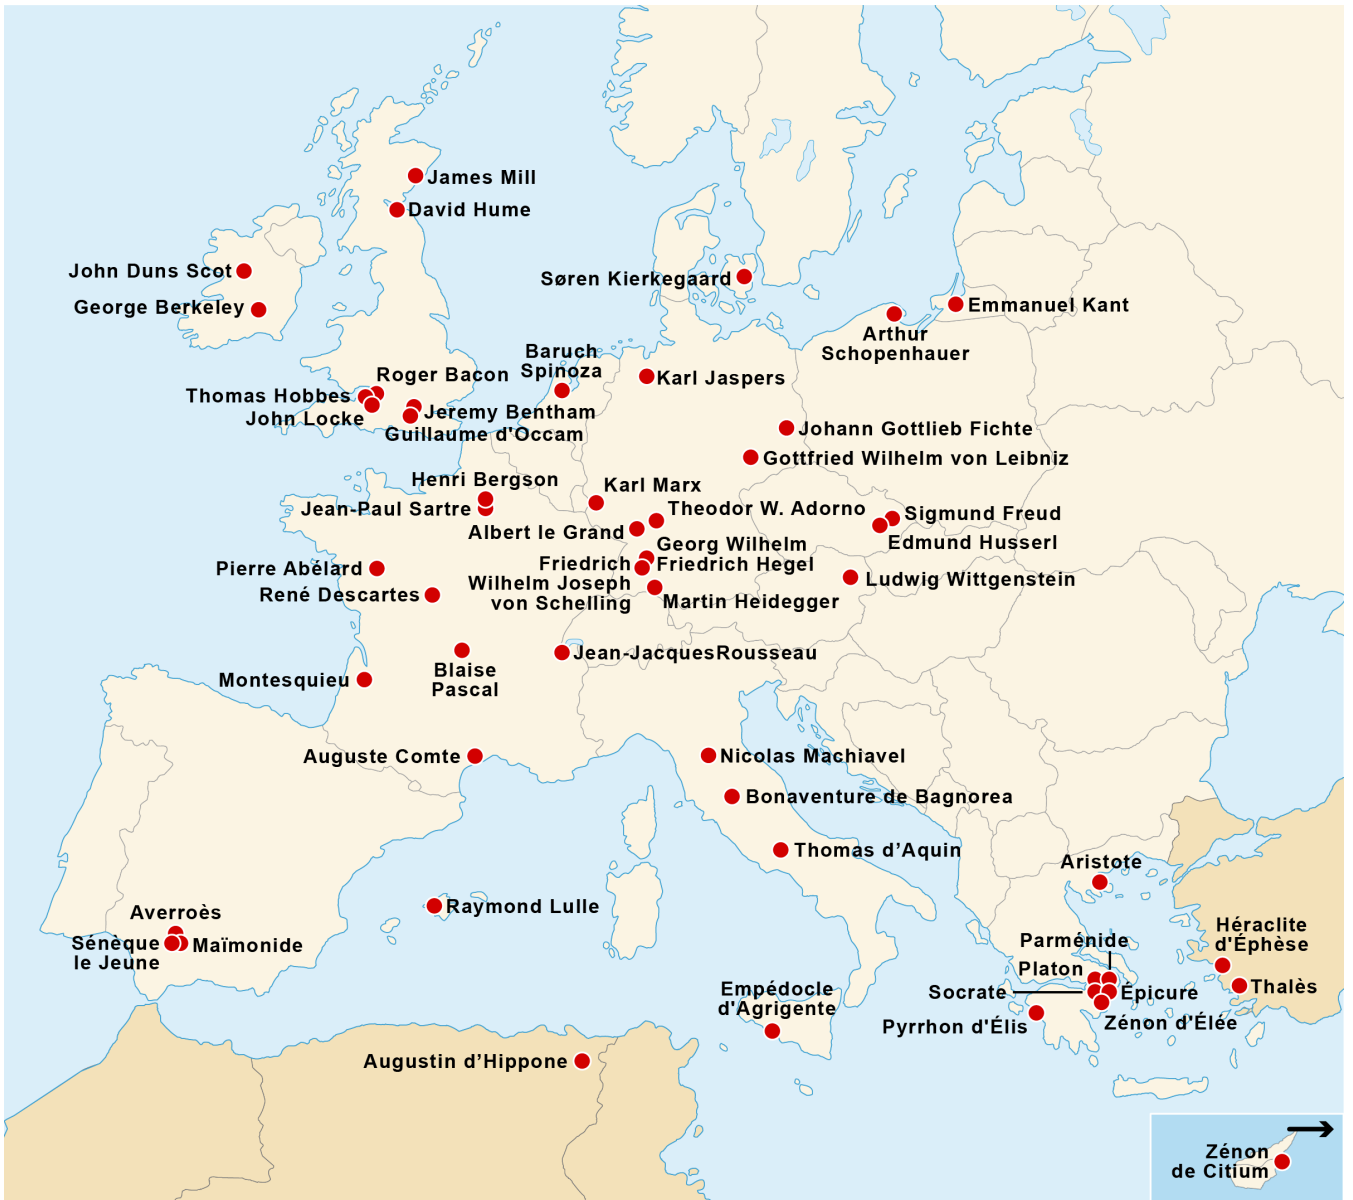 James Mill
David Hume
John Duns Scot
George Berkeley
Søren Kierkegaard
Emmanuel Kant
Arthur
Schopenhauer
Baruch
Spinoza
Karl Jaspers
Roger Bacon
Thomas Hobbes
John Locke
Jeremy Bentham
Guillaume d'Occam
Johann Gottlieb Fichte
Gottfried Wilhelm von Leibniz
Henri Bergson
Jean-Paul Sartre
Karl Marx
Theodor W. Adorno
Albert le Grand
Sigmund Freud
Edmund Husserl
Georg Wilhelm
Friedrich Hegel
Friedrich
Wilhelm Joseph
von Schelling
Martin Heidegger
Ludwig Wittgenstein
Pierre Abélard
René Descartes
Blaise
Pascal
Jean-JacquesRousseau
Montesquieu
Auguste Comte
Nicolas Machiavel
Bonaventure de Bagnorea
Thomas d’Aquin
Aristote
Raymond Lulle
Averroès
Sénèque
le Jeune
Maïmonide
Héraclite
d'Éphèse
Thalès
Parménide
Platon
Socrate
Épicure
Zénon d’Élée
Pyrrhon d'Élis
Empédocle
d'Agrigente
Augustin d’Hippone
Zénon
de Citium